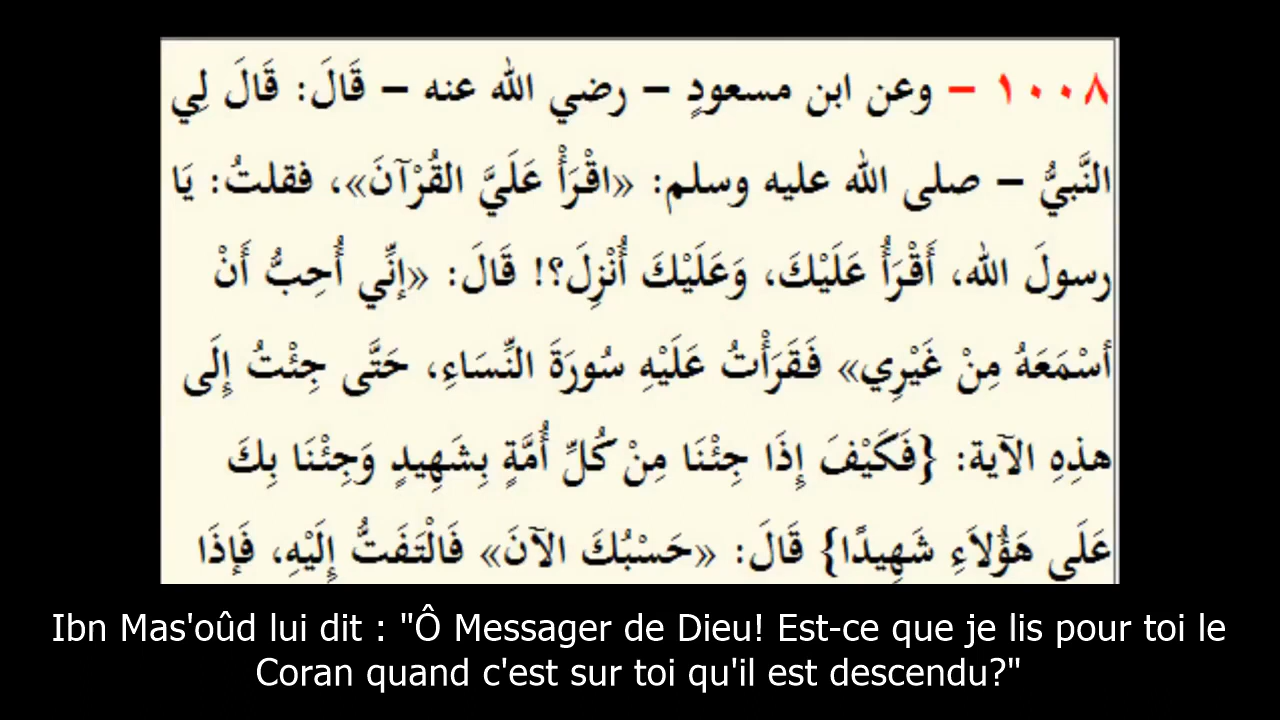 ١٠٠٨ – وعن ابن مسعودٍ – رضي الله عنه – قَالَ: قَالَ لِي
النَّبيُّ – صلى الله عليه وسلم: «اقْرَأْ عَلَيَّ القُرْآنَ»، فقلتُ: يَا
رسولَ الله، أَقْرَأُ عَلَيْكَ، وَعَلَيْكَ أُنْزِلَ؟! قَالَ: «إنِّي أُحِبُّ أَنْ
أسْمَعَهُ مِنْ غَيْرِي» فَقَرَأْتُ عَلَيْهِ سُورَةَ النِّسَاءِ، حَتَّى جِئْتُ إِلَى
هذِهِ الآية: {فَكَيْفَ إِذَا جِئْنَا مِنْ كُلِّ أُمَّةٍ بِشَهِيدٍ وَجِئْنَا بِكَ
عَلَى هَؤُلاَءِ شَهِيدًا} قَالَ: «حَسْبُكَ الآنَ» فَالْتَفَتُّ إِلَيْهِ، فَإذَا
Ibn Mas'oûd lui dit : "Ô Messager de Dieu! Est-ce que je lis pour toi le
Coran quand c'est sur toi qu'il est descendu?"